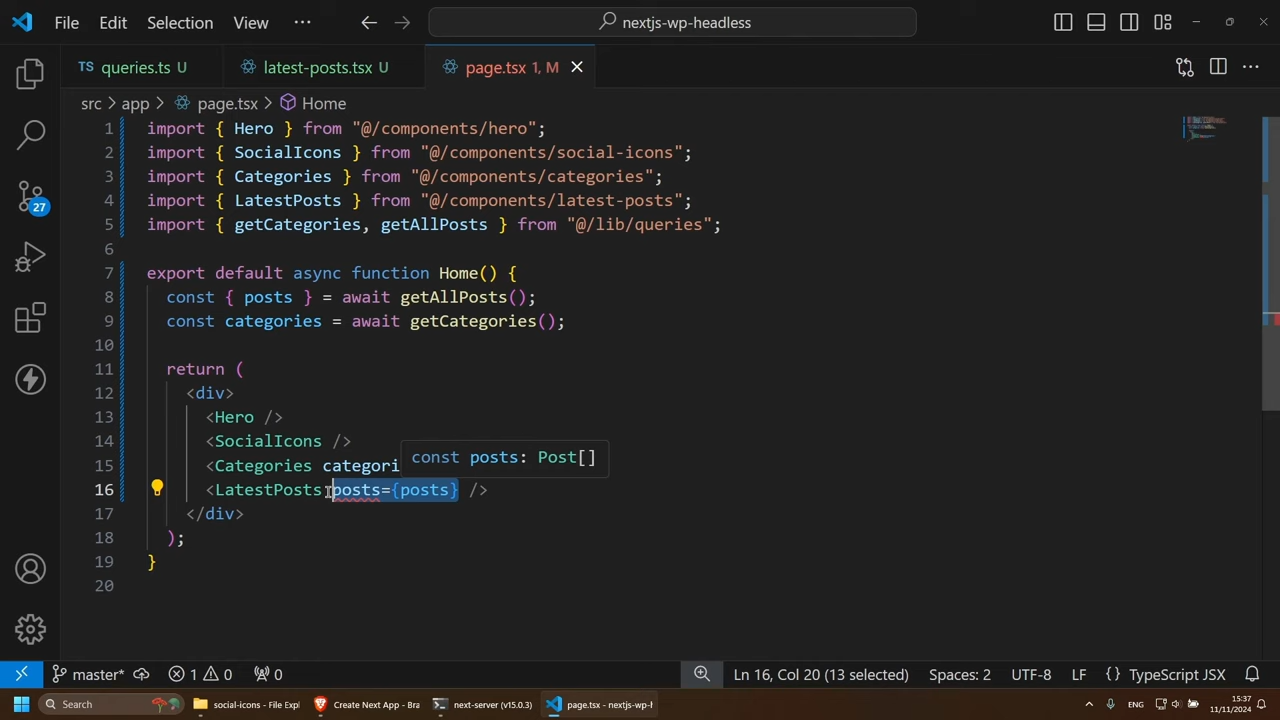 File Edit Selection View ··· nextjs-wp-headless
TS queries.ts U latest-posts.tsx U page.tsx 1, M
src > app > page.tsx > Home
1 import { Hero } from "@/components/hero";
2 import { SocialIcons } from "@/components/social-icons";
3 import { Categories } from "@/components/categories";
4 import { LatestPosts } from "@/components/latest-posts";
5 import { getCategories, getAllPosts } from "@/lib/queries";
6
7 export default async function Home() {
8 const { posts } = await getAllPosts();
9 const categories = await getCategories();
10
11 return (
12 <div>
13 <Hero />
14 <SocialIcons />
const posts: Post[]
15 <Categories categori
16 <LatestPosts posts={posts} />
17 </div>
18 );
19 }
20
27
master* 1 0 0 Ln 16, Col 20 (13 selected) Spaces: 2 UTF-8 LF {} TypeScript JSX
Search social-icons - File Expl Create Next App - Bra next-server (v15.0.3) page.tsx - nextjs-wp-h ENG 15:37
11/11/2024